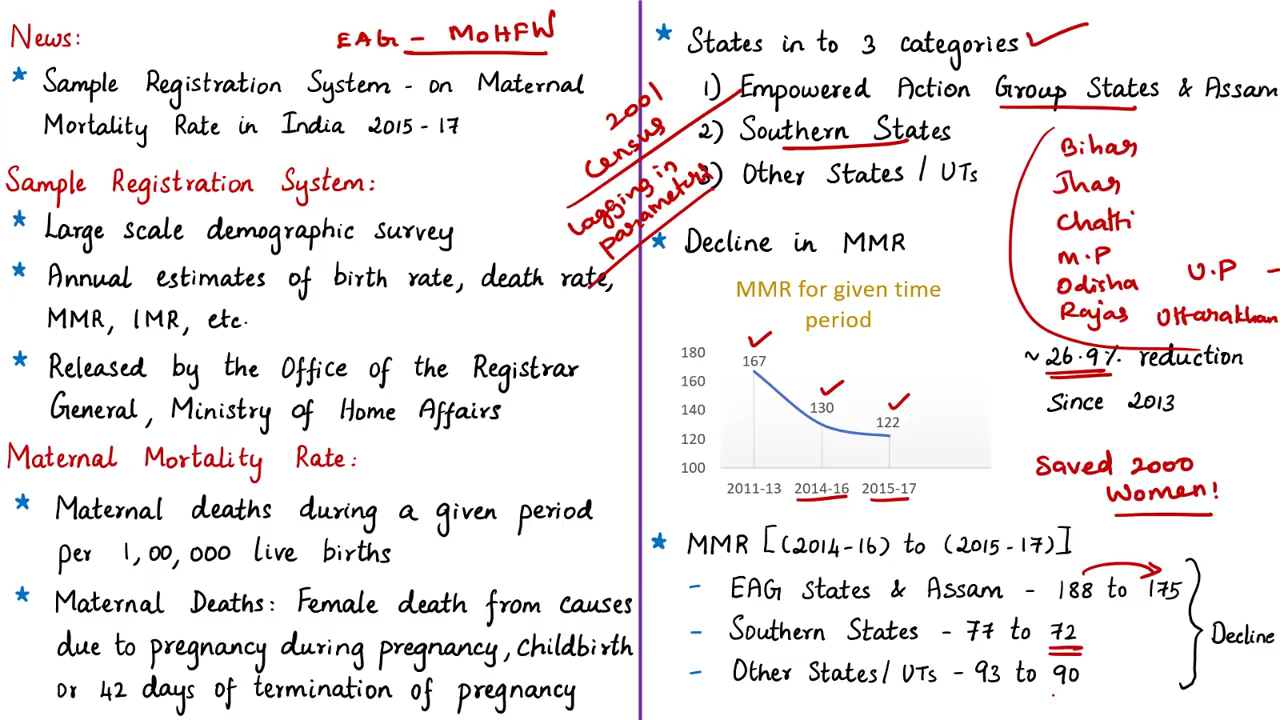 News:
EAG - MOHFW
* Sample Registration System - on Maternal
Mortality Rate in India 2015-17
Sample Registration System:
* Large scale demographic survey
* Annual estimates of birth rate, death rate,
MMR, IMR, etc.
* Released by the Office of the Registrar
General, Ministry of Home Affairs
Maternal Mortality Rate:
* Maternal deaths during a given period
per 1,00,000 live births
* Maternal Deaths: Female death from causes
due to pregnancy during pregnancy, childbirth
or 42 days of termination of pregnancy
2001
Census
lagging in
parameters
* States in to 3 categories
1) Empowered Action Group States & Assam
2) Southern States
3) Other States / UTs
Bihar
Jhar
Chatti
M.P
Odisha
Rajas
U.P
Uttarakhan
* Decline in MMR
MMR for given time
period
180
160
140
120
100
167
130
122
2011-13
2014-16
2015-17
~ 26.9% reduction
Since 2013
Saved 2000
Women!
* MMR [(2014-16) to (2015-17)]
- EAG States & Assam - 188 to 175
- Southern States - 77 to 72
- Other States/ UTs - 93 to 90
Decline